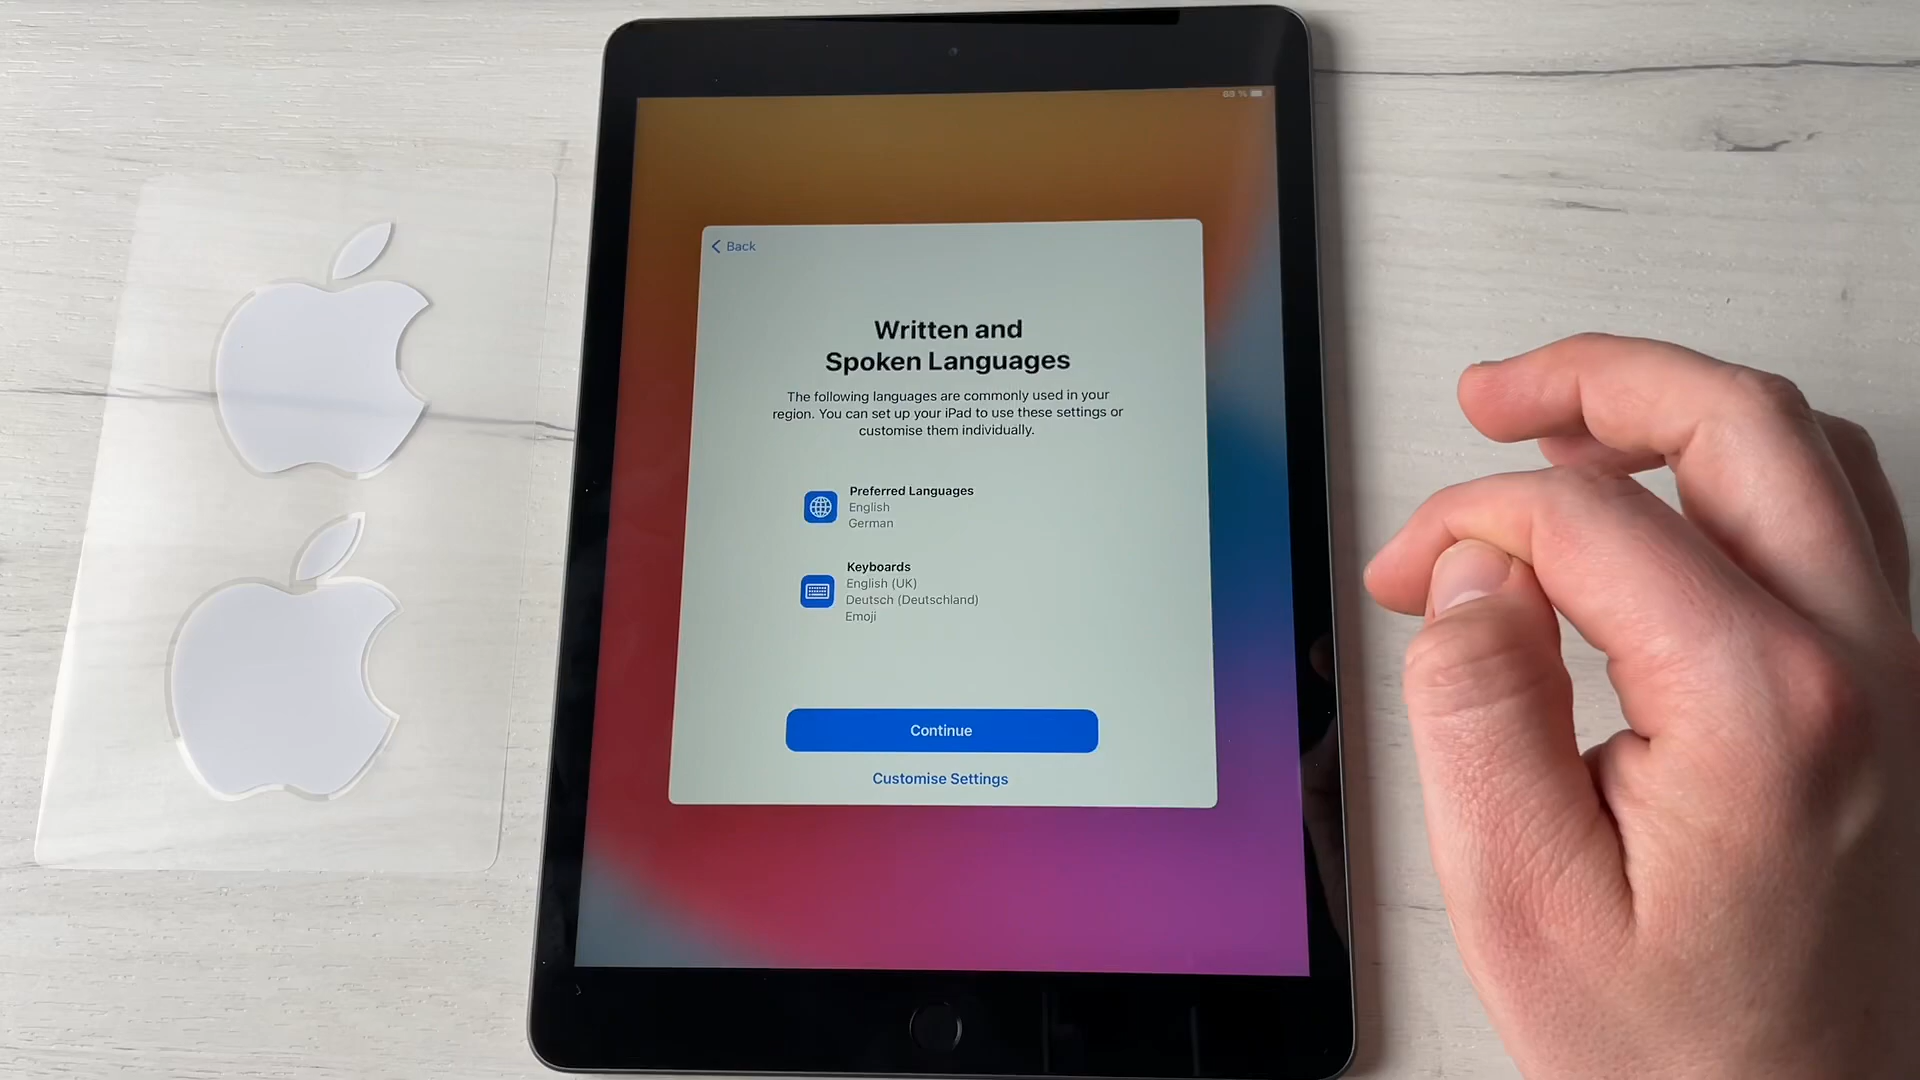 68 %
Back
Written and
Spoken Languages
The following languages are commonly used in your
region. You can set up your iPad to use these settings or
customise them individually.
Preferred Languages
English
German
Keyboards
English (UK)
Deutsch (Deutschland)
Emoji
Continue
Customise Settings